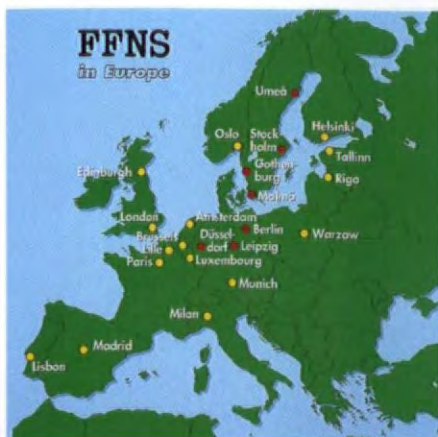 FFNS
in Europe
Umeå
Oslo
Stock
holm
Helsinki
Tallinn
Gothen
burg
Riga
Malmö
Edinburgh
London
Amsterdam
Brussels
Düssel
dorf
Berlin
Leipzig
Warzaw
Lille
Paris
Luxembourg
Munich
Milan
Madrid
Lisbon